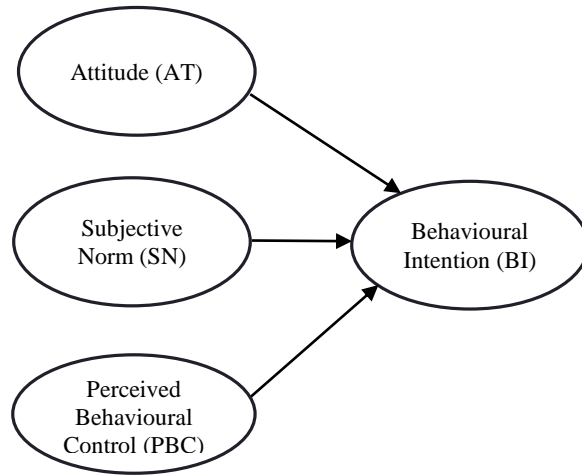 Attitude (AT)
Subjective
Norm (SN)
Behavioural
Intention (BI)
Perceived
Behavioural
Control (PBC)